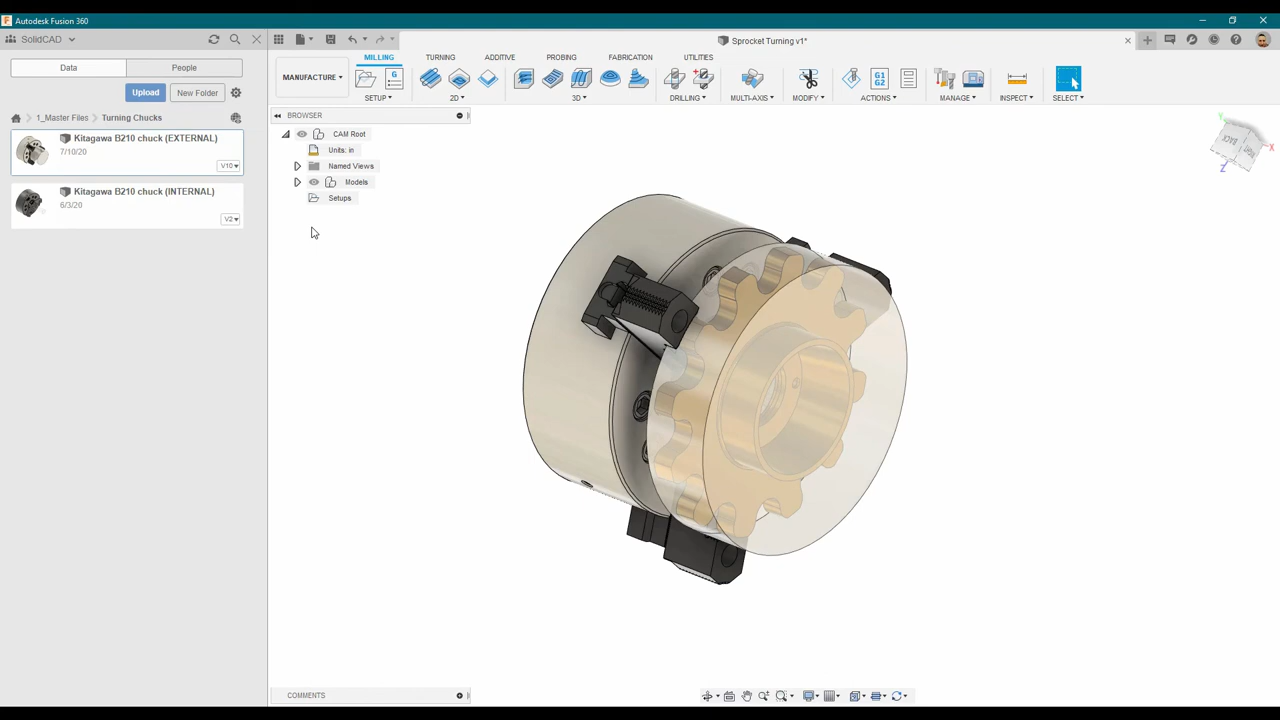 Autodesk Fusion 360
SolidCAD
Sprocket Turning v1*
Data
People
Upload
New Folder
1_Master Files
Turning Chucks
Kitagawa B210 chuck (EXTERNAL)
7/10/20
V10
Kitagawa B210 chuck (INTERNAL)
6/3/20
V2
MILLING
TURNING
ADDITIVE
PROBING
FABRICATION
UTILITIES
MANUFACTURE
G
G1
G2
SETUP
2D
3D
DRILLING
MULTI-AXIS
MODIFY
ACTIONS
MANAGE
INSPECT
SELECT
BROWSER
CAM Root
Units: in
Named Views
Models
Setups
Y
BACK
X
Z
COMMENTS